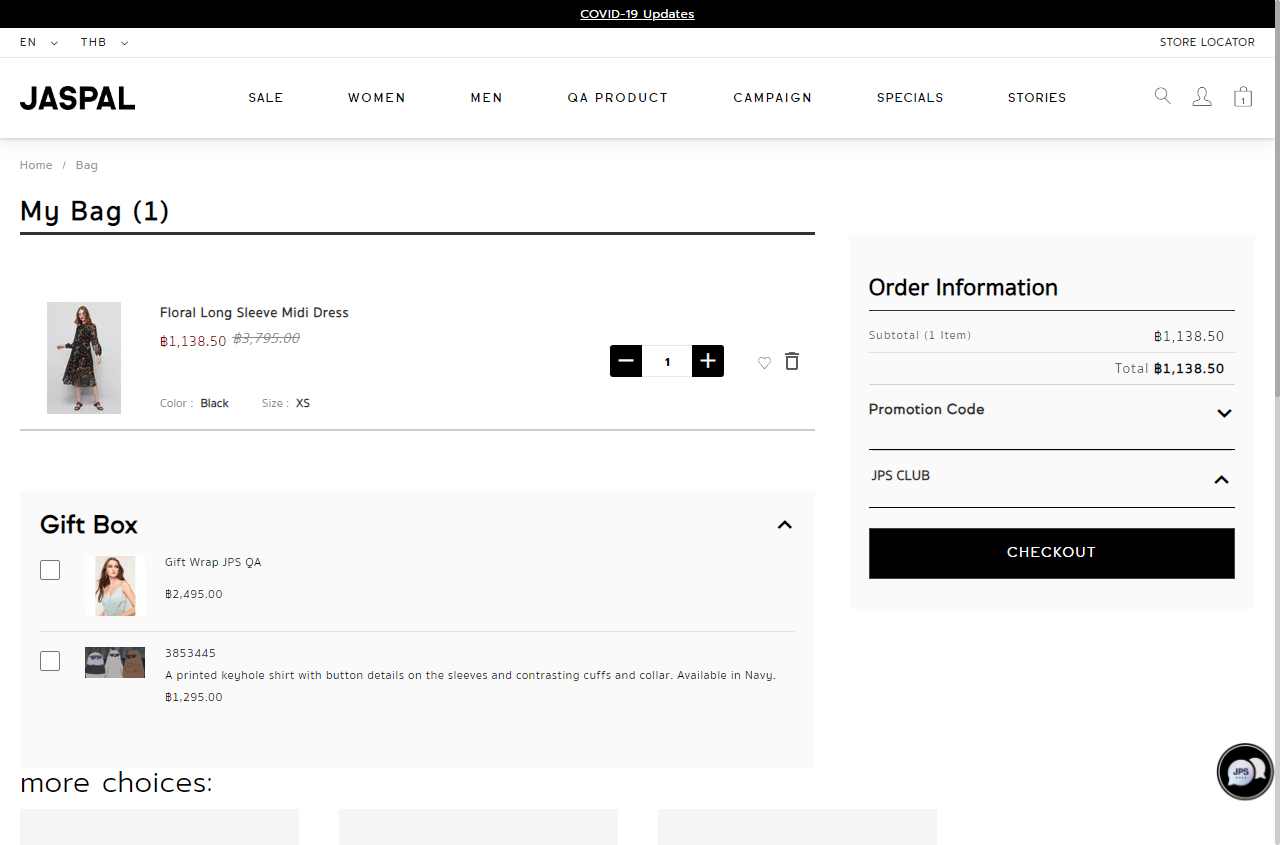 COVID-19 Updates
EN THB STORE LOCATOR
JASPAL SALE WOMEN MEN QA PRODUCT CAMPAIGN SPECIALS STORIES 1
Home / Bag
My Bag (1)
Floral Long Sleeve Midi Dress
฿1,138.50 ฿3,795.00
1
Color : Black Size : XS
Order Information
Subtotal (1 Item) ฿1,138.50
Total ฿1,138.50
Promotion Code
JPS CLUB
CHECKOUT
Gift Box
Gift Wrap JPS QA
฿2,495.00
3853445
A printed keyhole shirt with button details on the sleeves and contrasting cuffs and collar. Available in Navy.
฿1,295.00
JPS
more choices: